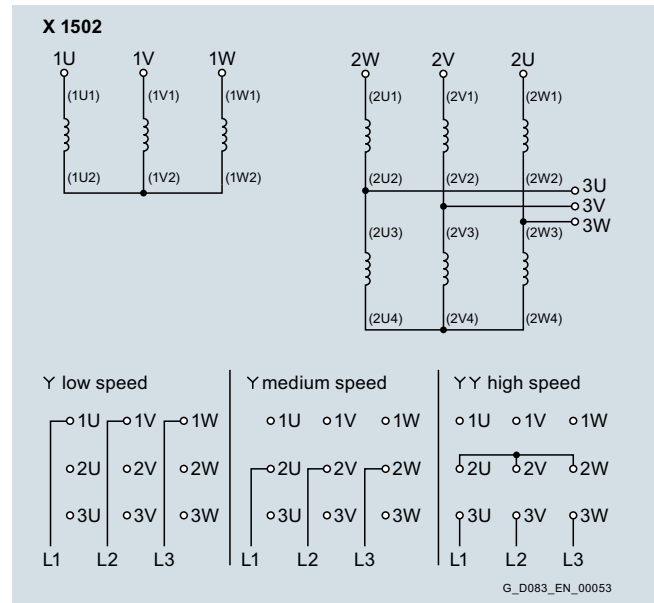 X 1502
1U 1V 1W 2W 2V 2U
(1U1) (1V1) (1W1) (2U1) (2V1) (2W1)
(1U2) (1V2) (1W2) (2U2) (2V2) (2W2)
3U
3V
3W
(2U3) (2V3) (2W3)
(2U4) (2V4) (2W4)
Y low speed Y medium speed YY high speed
1U 1V 1W 1U 1V 1W 1U 1V 1W
2U 2V 2W 2U 2V 2W 2U 2V 2W
3U 3V 3W 3U 3V 3W 3U 3V 3W
L1 L2 L3 L1 L2 L3 L1 L2 L3
G_D083_EN_00053